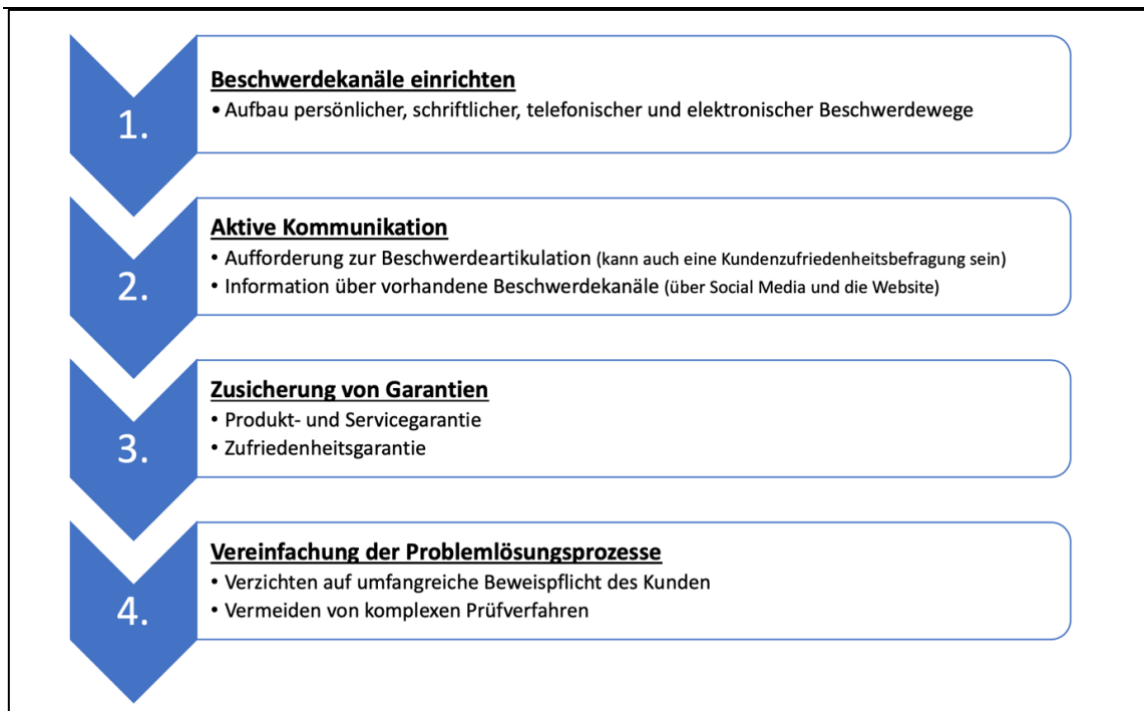 1.
Beschwerdekanäle einrichten
• Aufbau persönlicher, schriftlicher, telefonischer und elektronischer Beschwerdewege
2.
Aktive Kommunikation
• Aufforderung zur Beschwerdeartikulation (kann auch eine Kundenzufriedenheitsbefragung sein)
• Information über vorhandene Beschwerdekanäle (über Social Media und die Website)
3.
Zusicherung von Garantien
• Produkt- und Servicegarantie
• Zufriedenheitsgarantie
4.
Vereinfachung der Problemlösungsprozesse
• Verzichten auf umfangreiche Beweispflicht des Kunden
• Vermeiden von komplexen Prüfverfahren